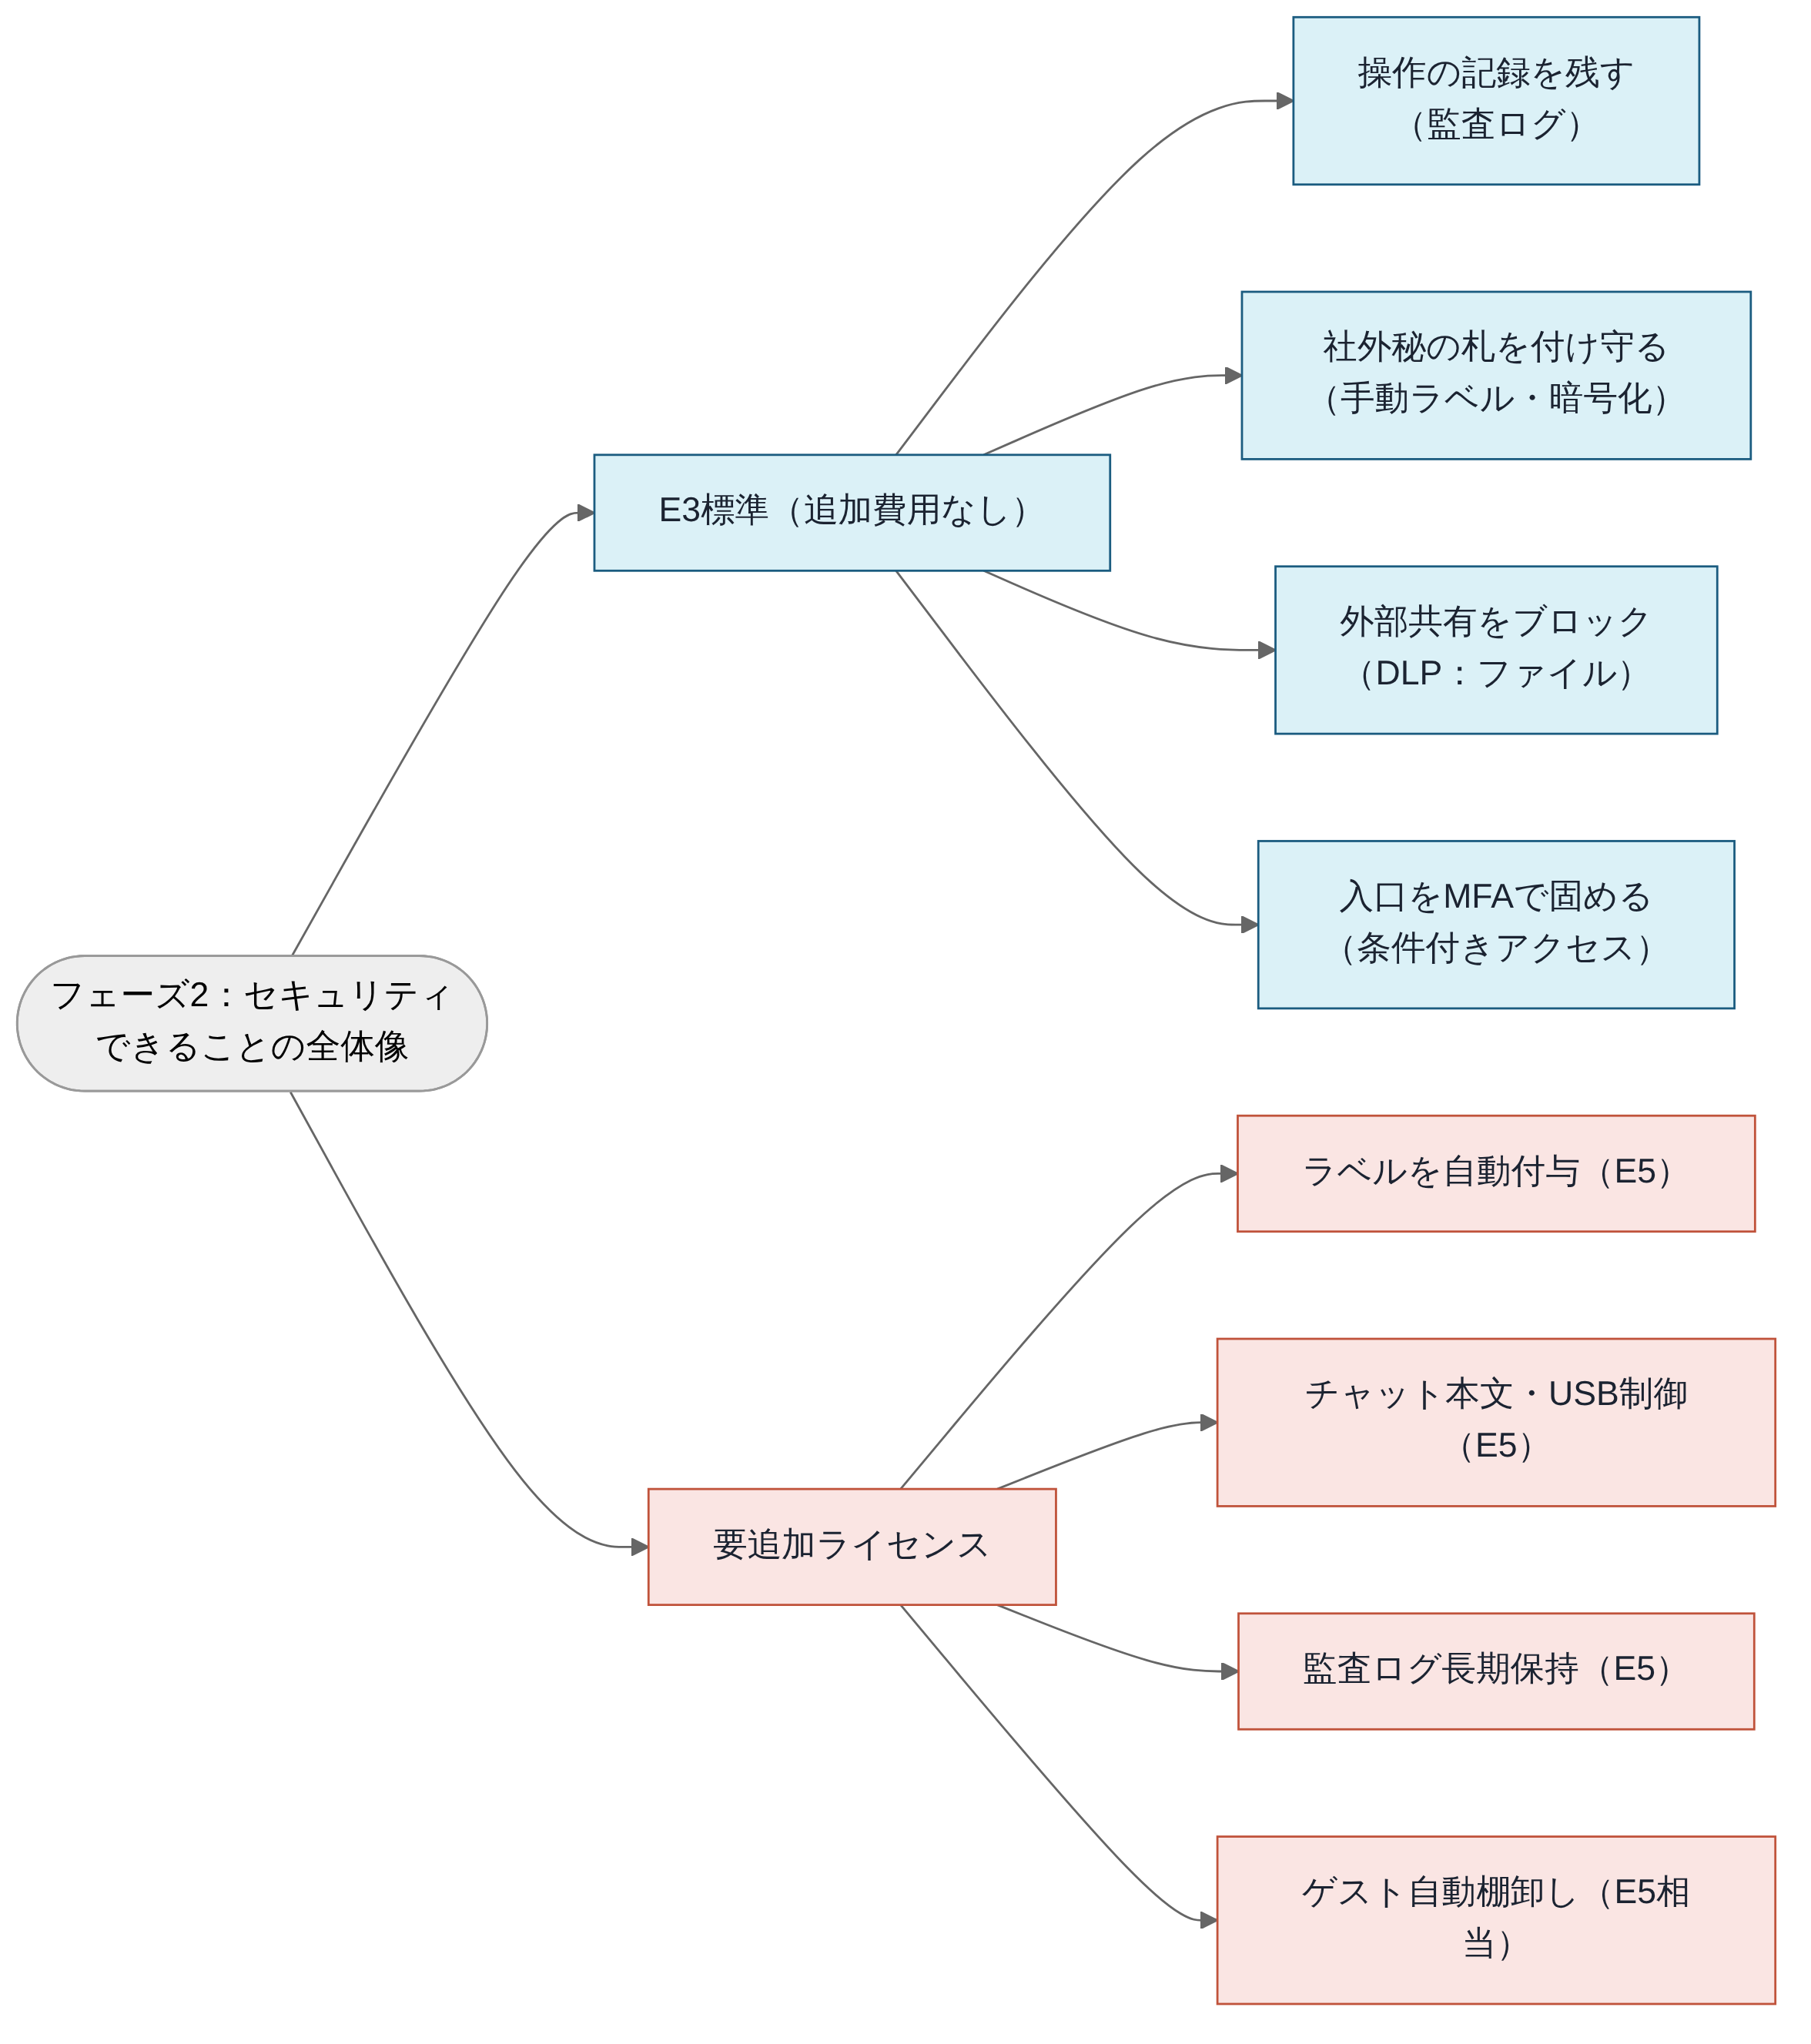 フェーズ2：セキュリティ
できることの全体像
E3標準（追加費用なし）
操作の記録を残す
（監査ログ）
社外秘の札を付け守る
（手動ラベル・暗号化）
外部共有をブロック
（DLP：ファイル）
入口をMFAで固める
（条件付きアクセス）
要追加ライセンス
ラベルを自動付与（E5）
チャット本文・USB制御
（E5）
監査ログ長期保持（E5）
ゲスト自動棚卸し（E5相
当）